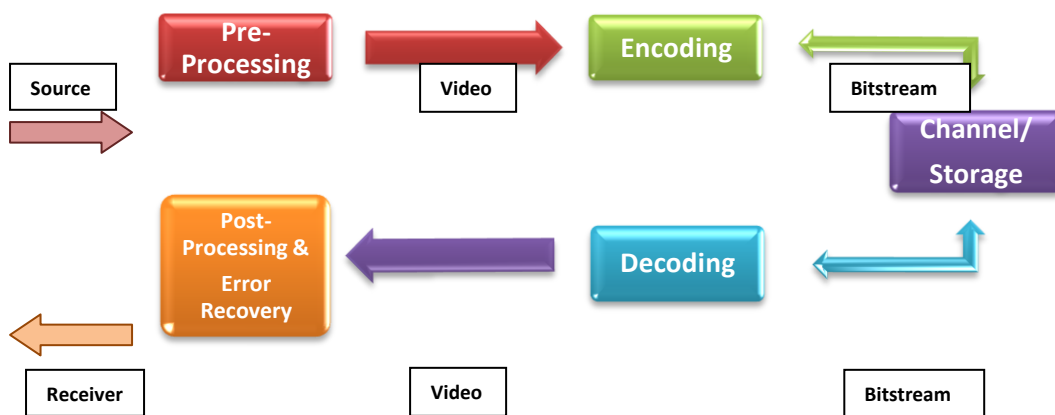 Pre-
Processing
Encoding
Source
Video
Bitstream
Channel/
Storage
Post-
Processing &
Error
Recovery
Decoding
Receiver
Video
Bitstream